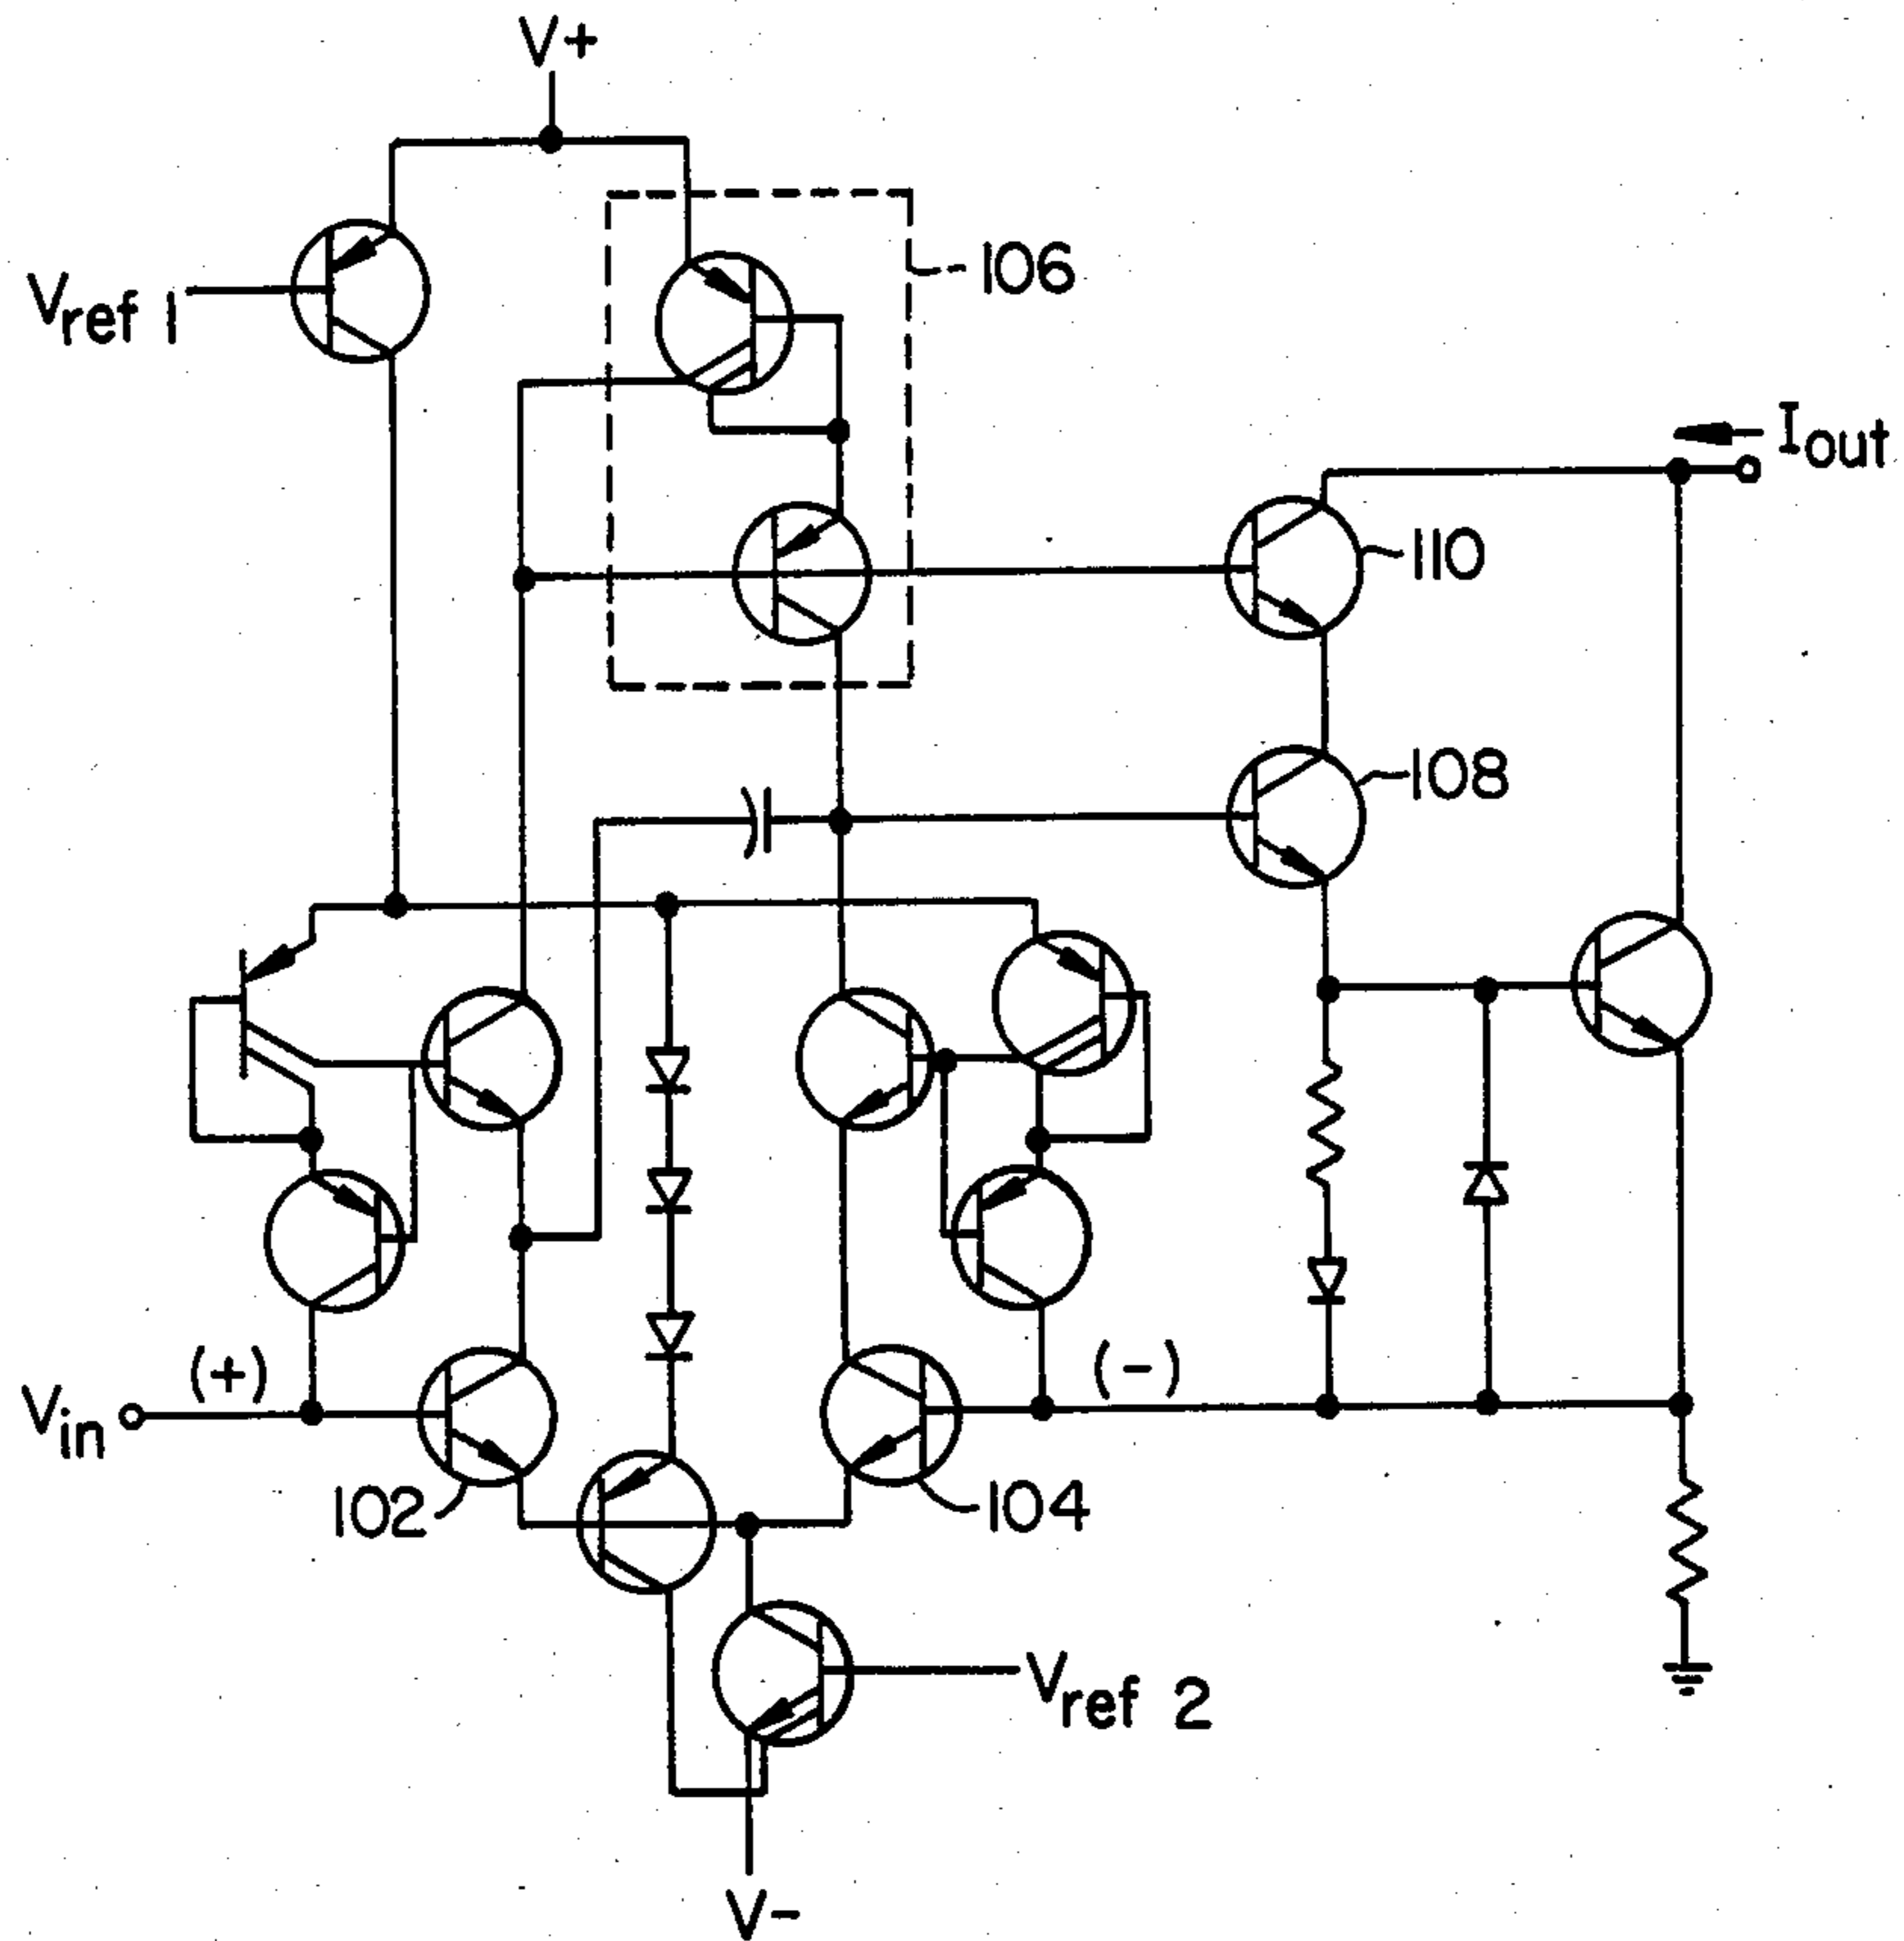 V+
Vref 1
106
Iout
110
108
(+)
(-)
Vin
102
104
Vref 2
V-